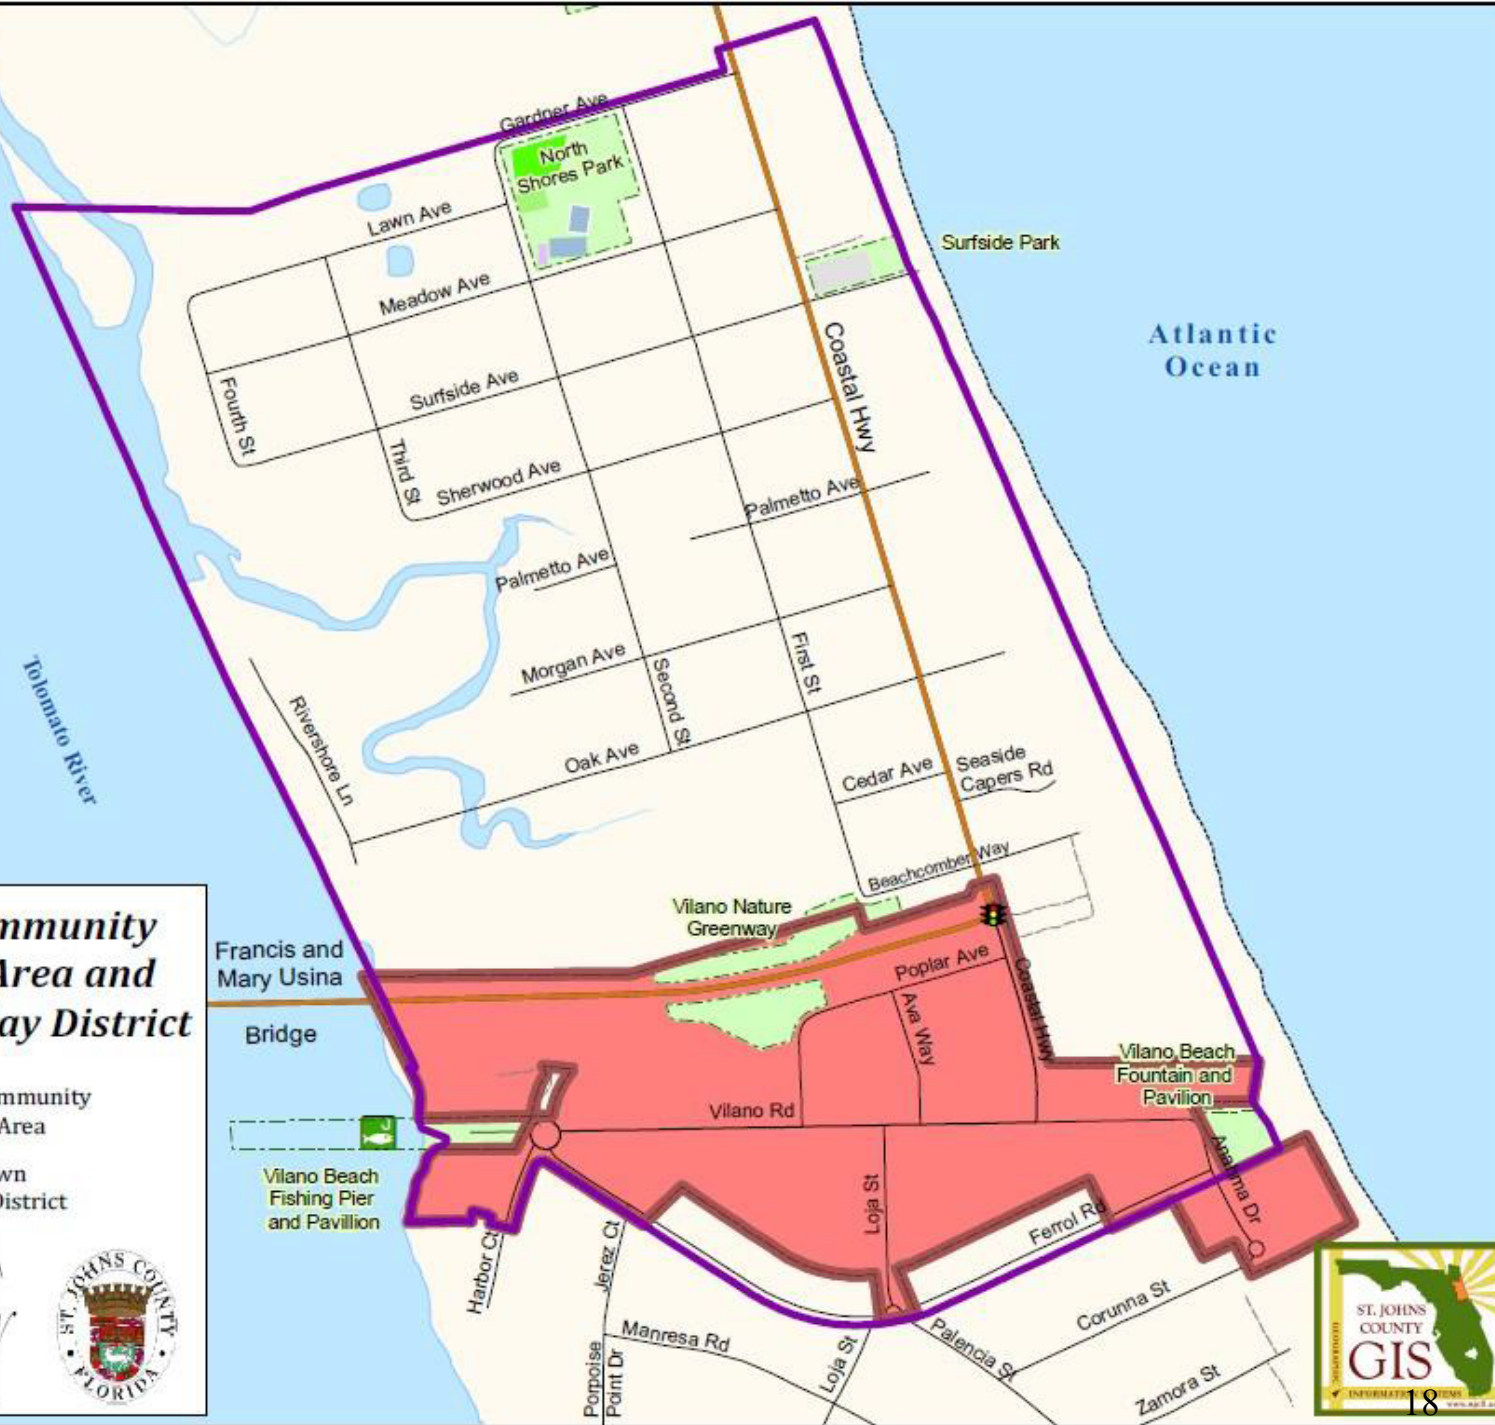 Gardner Ave
North
Shores Park
Lawn Ave
Surfside Park
Meadow Ave
Atlantic
Ocean
Coastal Hwy
Surfside Ave
Fourth St
Third St
Sherwood Ave
Palmetto Ave
Palmetto Ave
Tolomato River
Morgan Ave
First St
Second St
Rivershore Ln
Oak Ave
Cedar Ave
Seaside
Capers Rd
Beachcomber Way
Vilano Nature
Greenway
Francis and
Mary Usina
Bridge
Poplar Ave
Ava Way
Coastal Hwy
Vilano Beach
Fountain and
Pavilion
Vilano Rd
Vilano Beach
Fishing Pier
and Pavillion
Loja St
Anahma Dr
Ferrol Rd
Harbor Ct
Jerez Ct
Corunna St
Manresa Rd
Porpoise
Point Dr
Loja St
Palencia St
Zamora St
mmunity
Area and
ay District
mmunity
Area
wn
District
ST. JOHNS COUNTY
FLORIDA
ST. JOHNS
COUNTY
GIS
GEOGRAPHIC
INFORMATION SYSTEMS
18